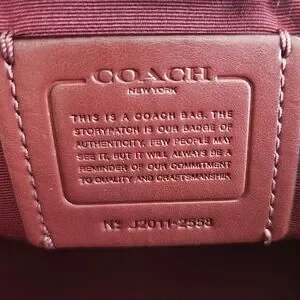 COACH
NEW YORK
THIS IS A COACH BAG. THE
STORYPATCH IS OUR BADGE OF
AUTHENTICITY. FEW PEOPLE MAY
SEE IT, BUT IT WILL ALWAYS BE A
REMINDER OF OUR COMMITMENT
TO QUALITY AND CRAFTSMANSHIP.
Nº J2011-2558